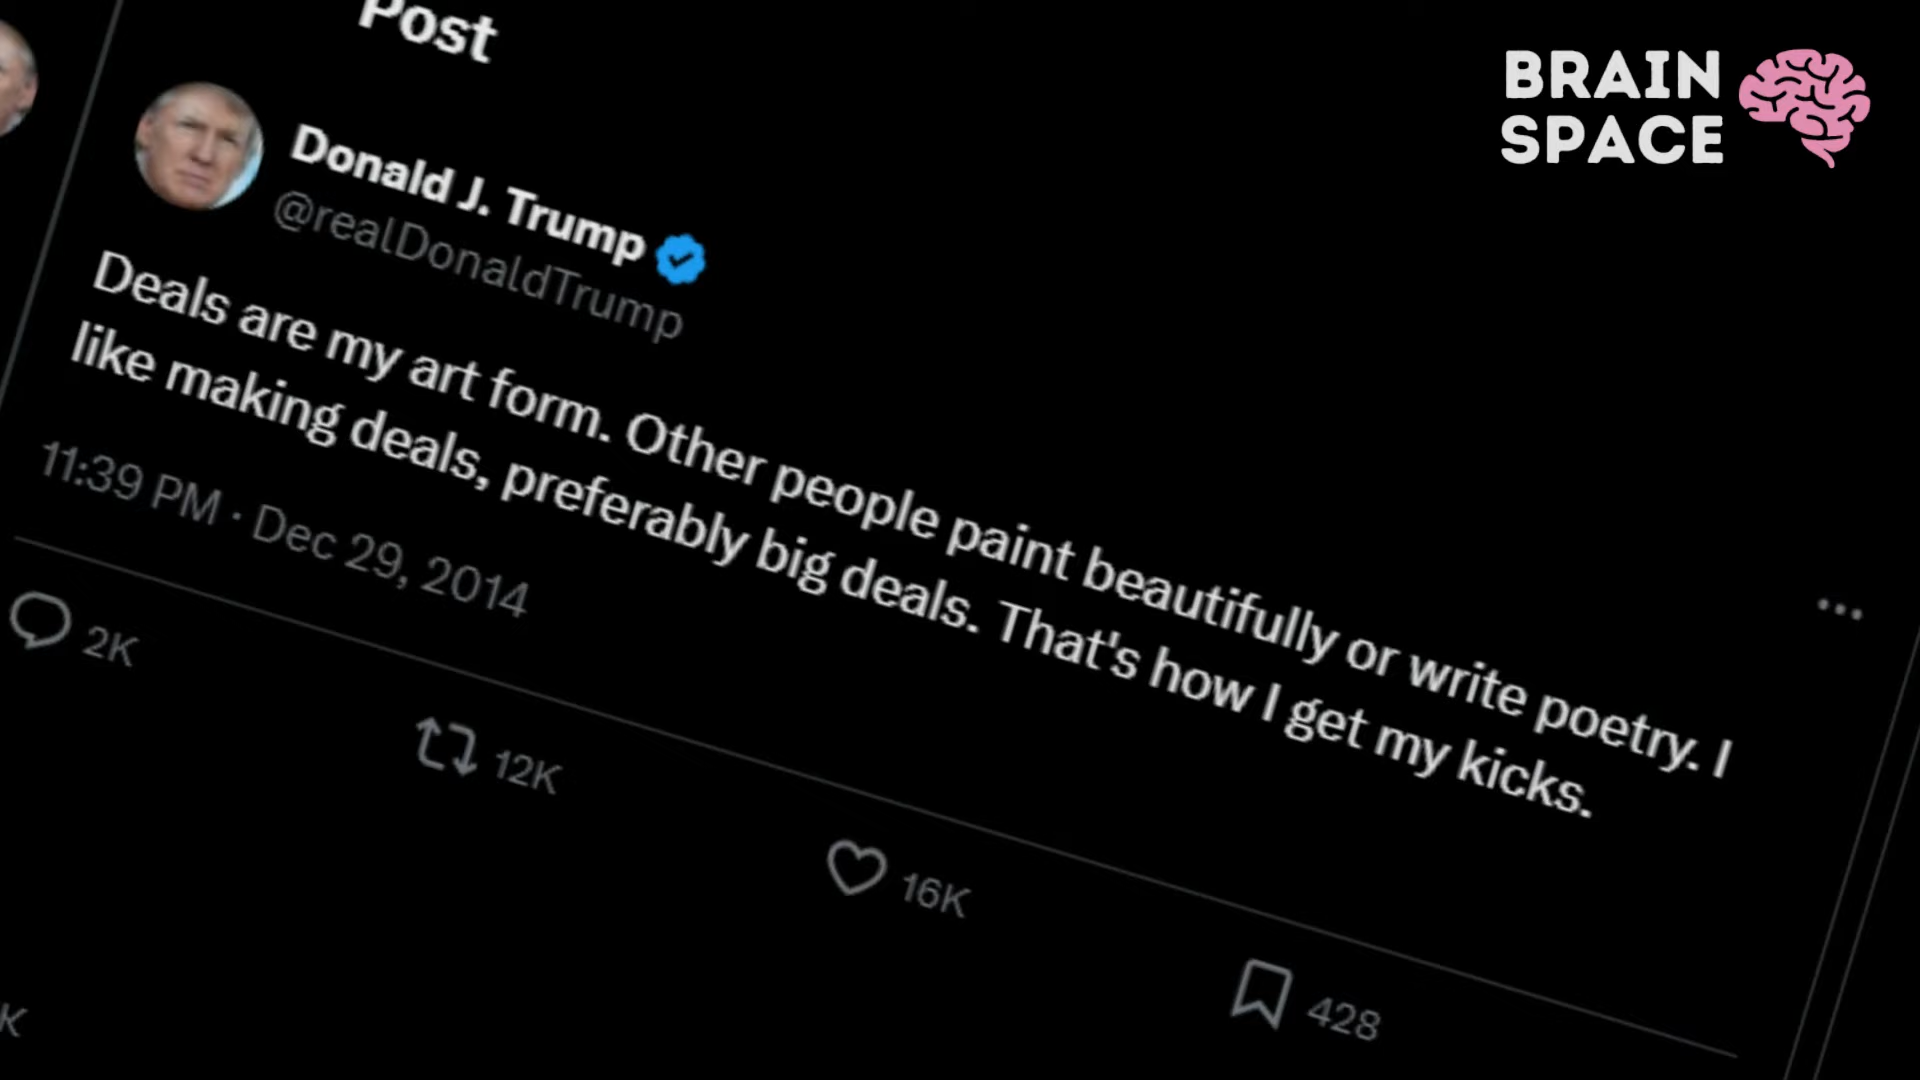 Post
BRAIN
SPACE
Donald J. Trump
@realDonaldTrump
Deals are my art form. Other people paint beautifully or write poetry. I
like making deals, preferably big deals. That's how I get my kicks.
11:39 PM · Dec 29, 2014
2K
12K
16K
428
K